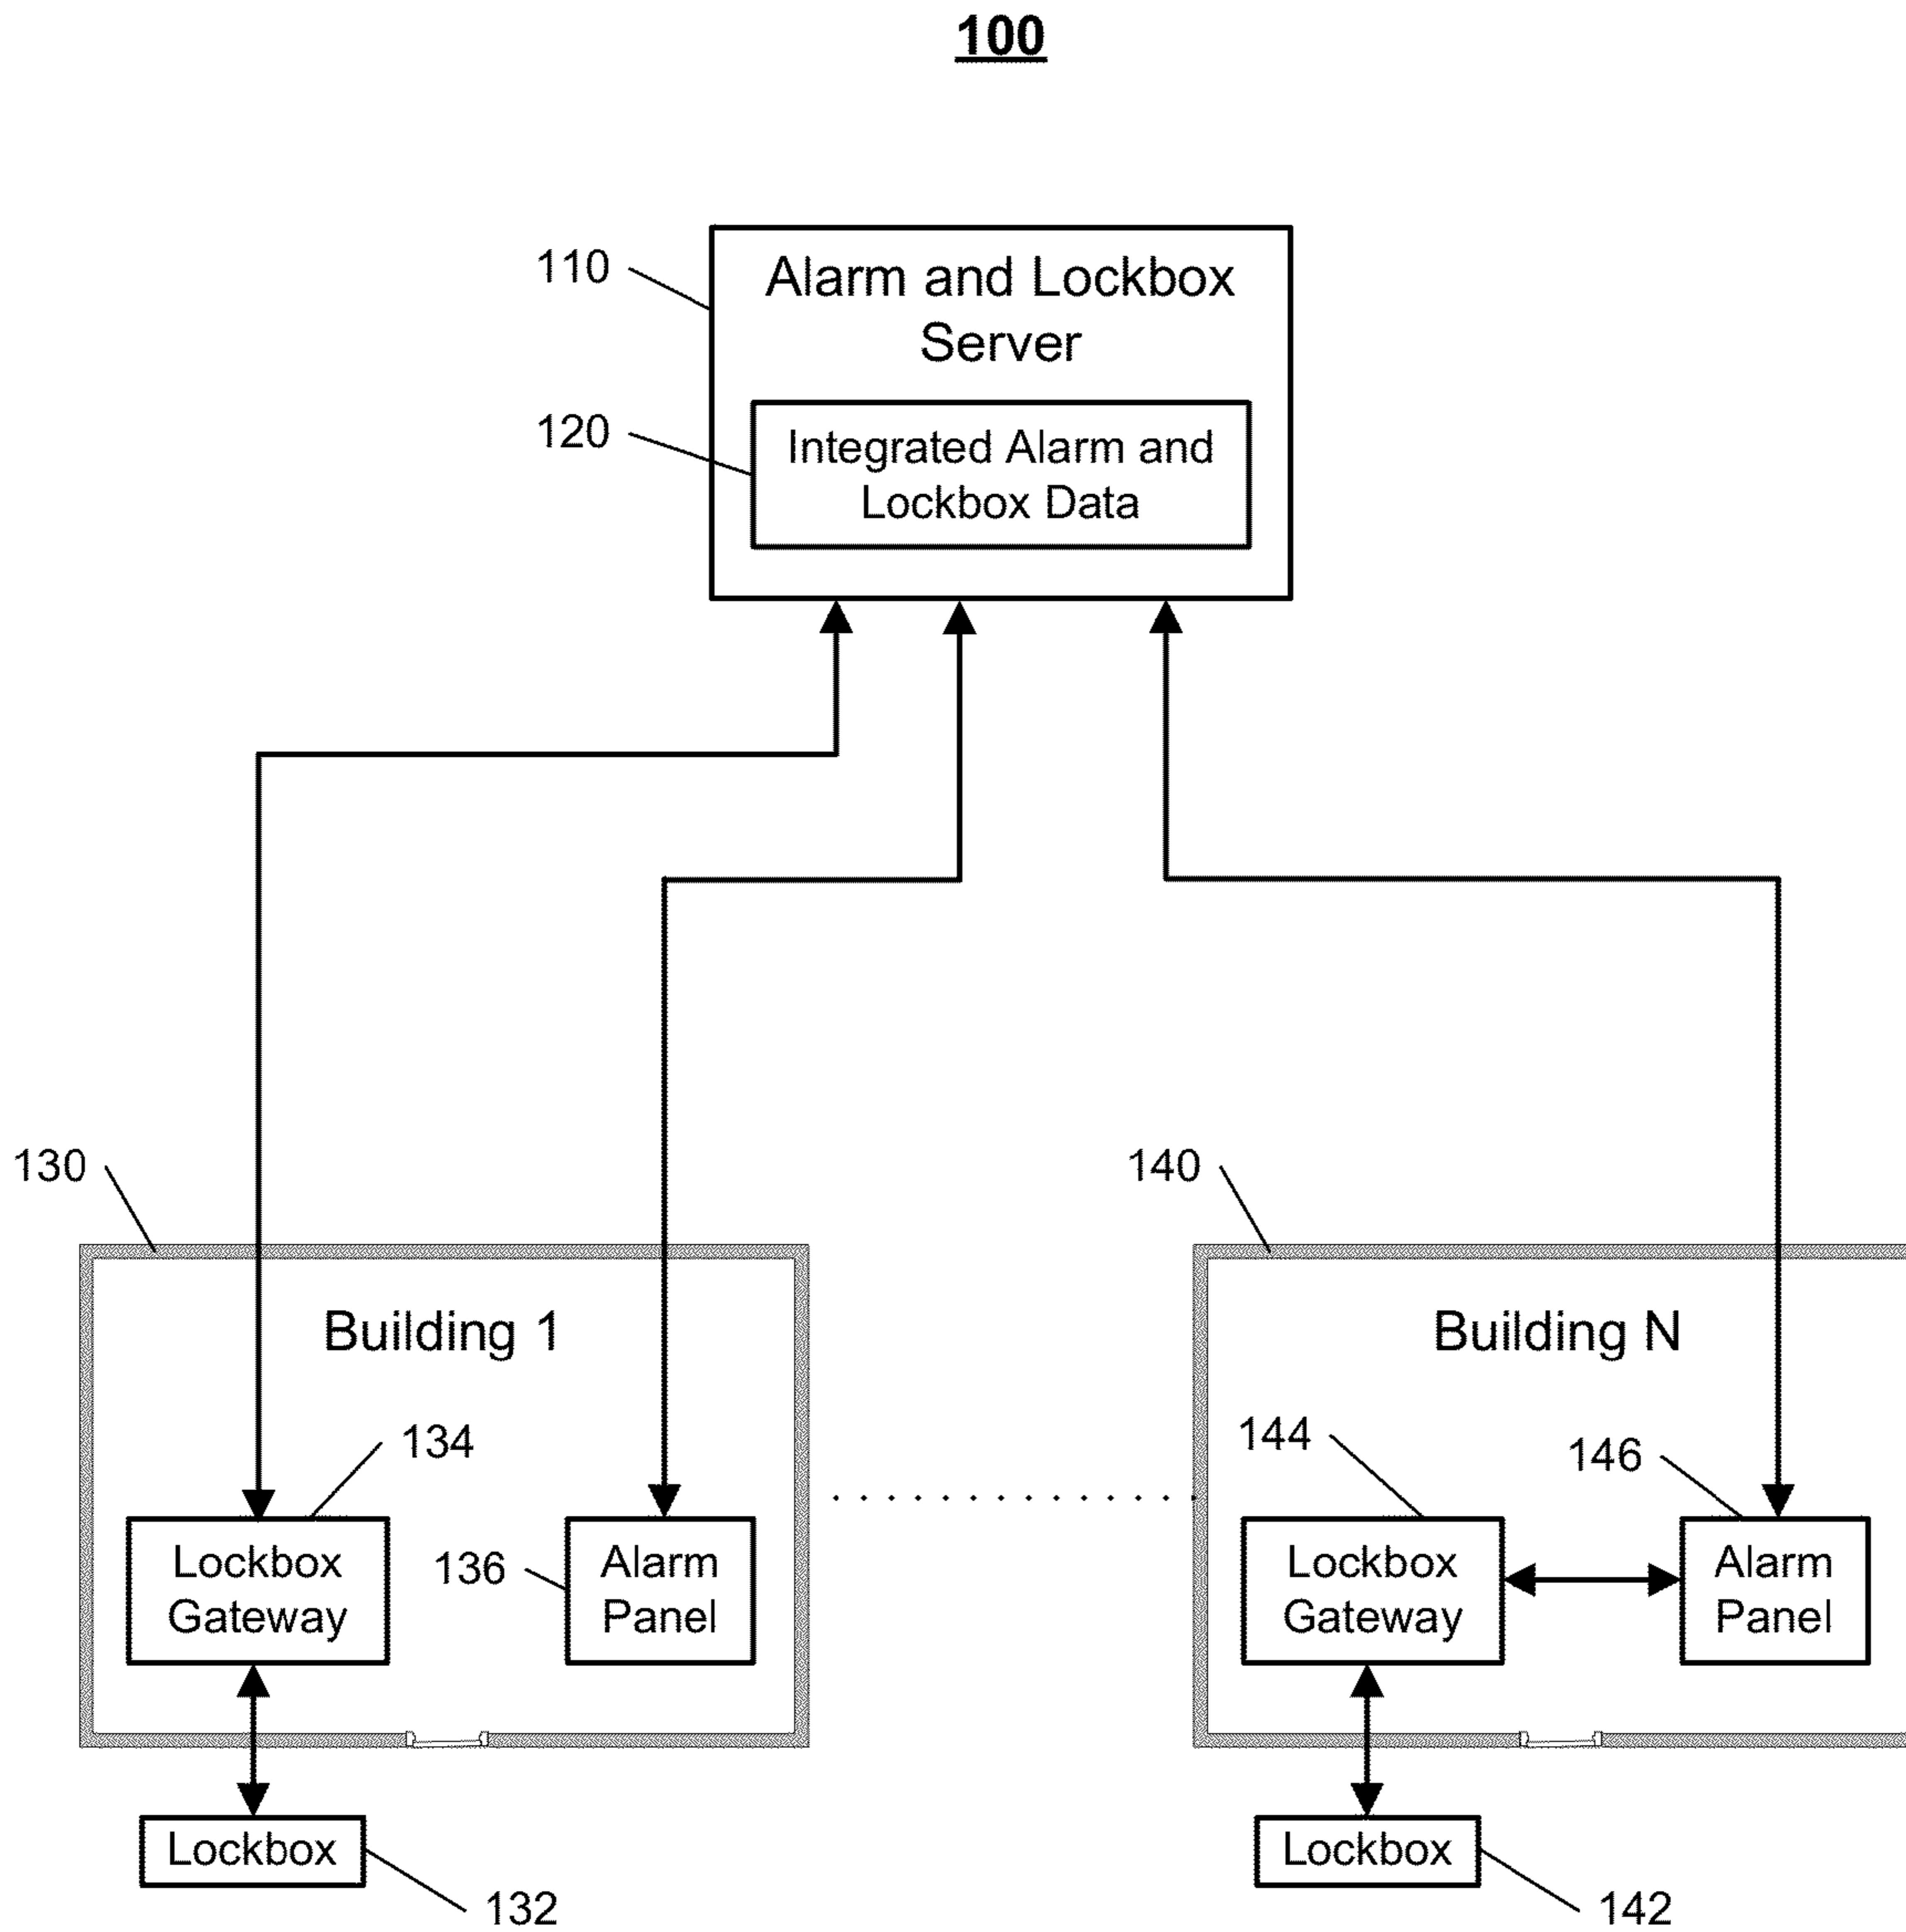 100
110
Alarm and Lockbox
Server
120
Integrated Alarm and
Lockbox Data
130
140
Building 1
Building N
134
144
146
Lockbox
Gateway
136
Alarm
Panel
Lockbox
Gateway
Alarm
Panel
Lockbox
132
Lockbox
142